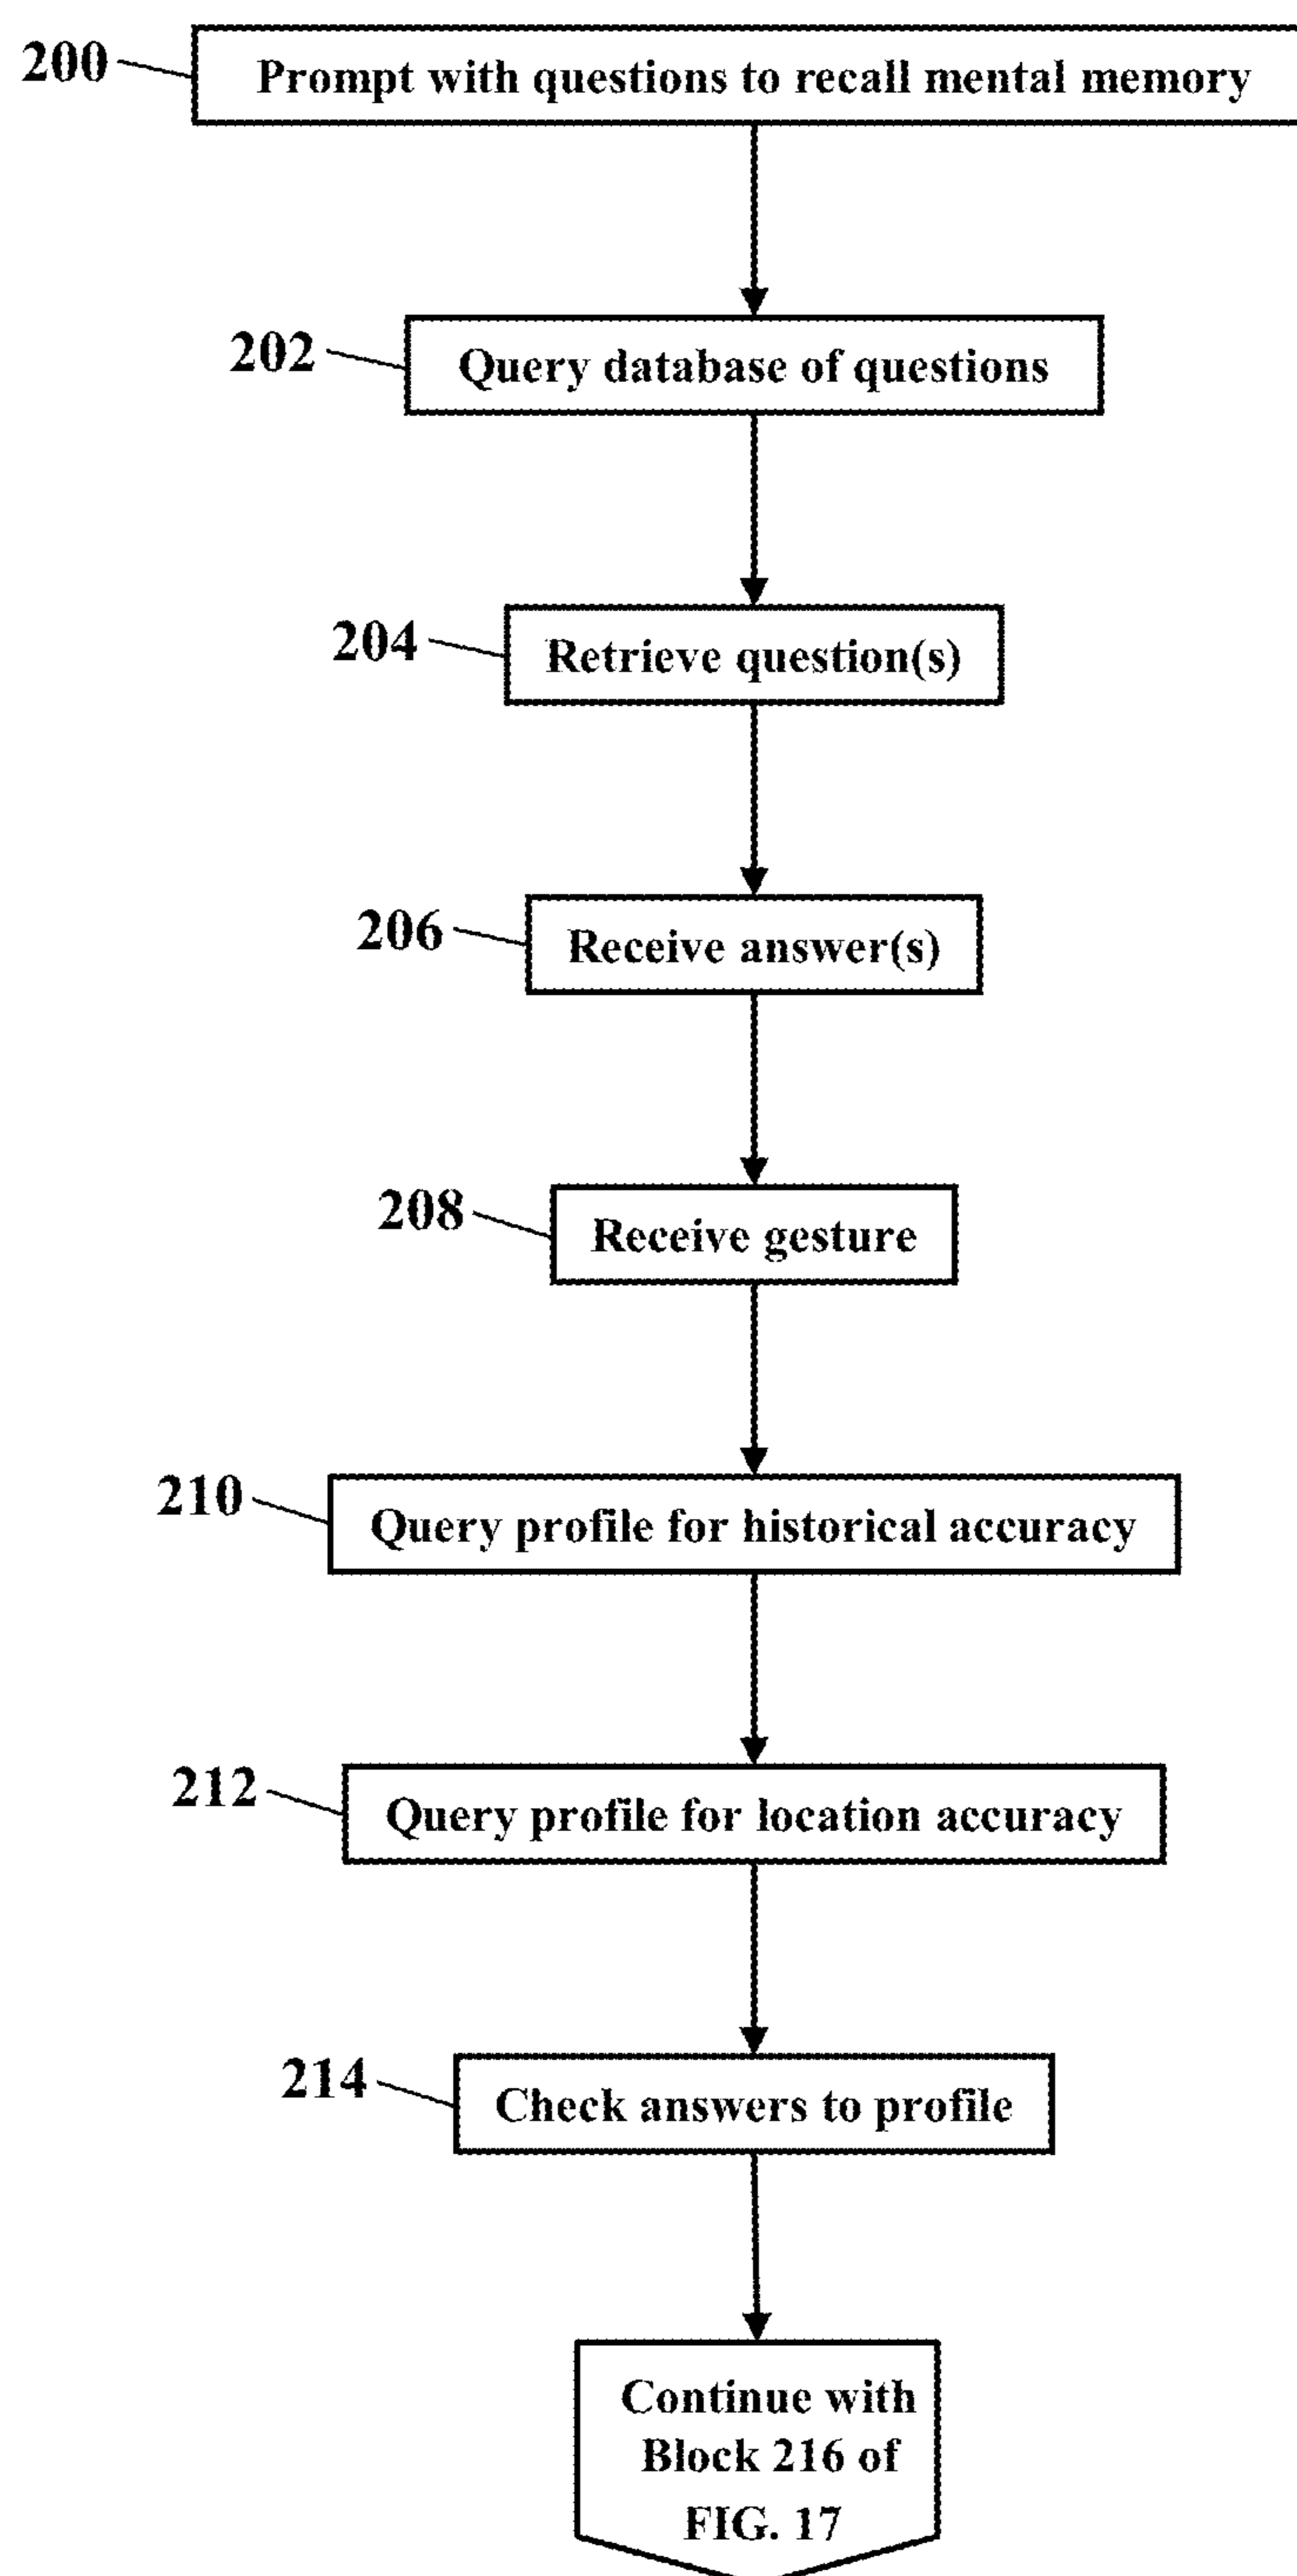 200
Prompt with questions to recall mental memory
202
Query database of questions
204
Retrieve question(s)
206
Receive answer(s)
208
Receive gesture
210
Query profile for historical accuracy
212
Query profile for location accuracy
214
Check answers to profile
Continue with
Block 216 of
FIG. 17